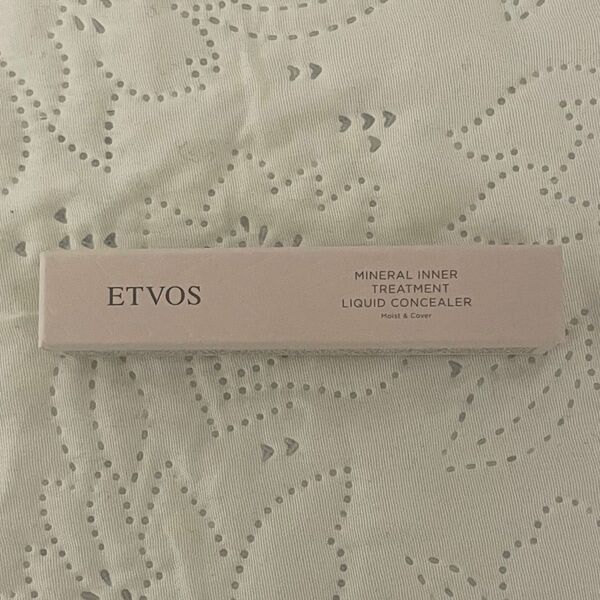 ETVOS
MINERAL INNER
TREATMENT
LIQUID CONCEALER
Moist & Cover